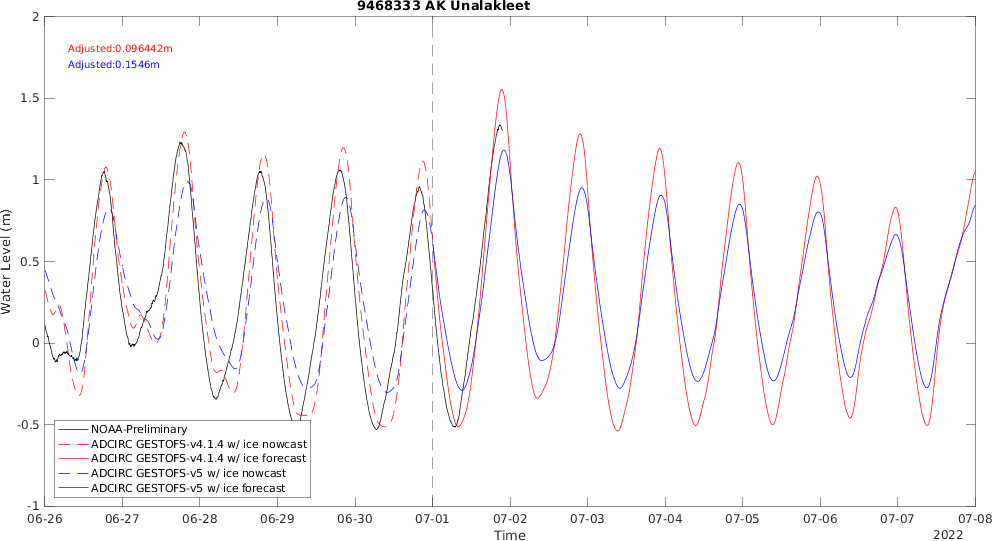 9468333 AK Unalakleet
Adjusted:0.096442m
Adjusted:0.1546m
Water Level (m)
2
1.5
1
0.5
0
-0.5
-1
NOAA-Preliminary
ADCIRC GESTOFS-v4.1.4 w/ ice nowcast
ADCIRC GESTOFS-v4.1.4 w/ ice forecast
ADCIRC GESTOFS-v5 w/ ice nowcast
ADCIRC GESTOFS-v5 w/ ice forecast
06-26 06-27 06-28 06-29 06-30 07-01 07-02 07-03 07-04 07-05 07-06 07-07 07-08
Time
2022